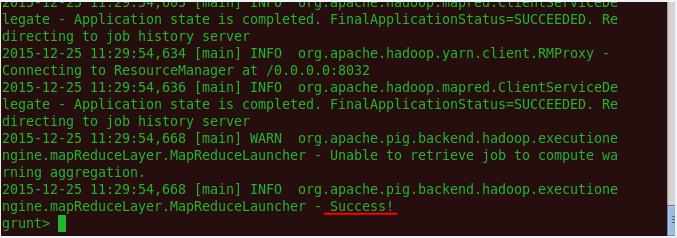 2015-12-25 11:29:54,605 [main] INFO  org.apache.hadoop.mapred.ClientServiceDe
legate - Application state is completed. FinalApplicationStatus=SUCCEEDED. Re
directing to job history server
2015-12-25 11:29:54,634 [main] INFO  org.apache.hadoop.yarn.client.RMProxy -
Connecting to ResourceManager at /0.0.0.0:8032
2015-12-25 11:29:54,636 [main] INFO  org.apache.hadoop.mapred.ClientServiceDe
legate - Application state is completed. FinalApplicationStatus=SUCCEEDED. Re
directing to job history server
2015-12-25 11:29:54,668 [main] WARN  org.apache.pig.backend.hadoop.executione
ngine.mapReduceLayer.MapReduceLauncher - Unable to retrieve job to compute wa
rning aggregation.
2015-12-25 11:29:54,668 [main] INFO  org.apache.pig.backend.hadoop.executione
ngine.mapReduceLayer.MapReduceLauncher - Success!
grunt>